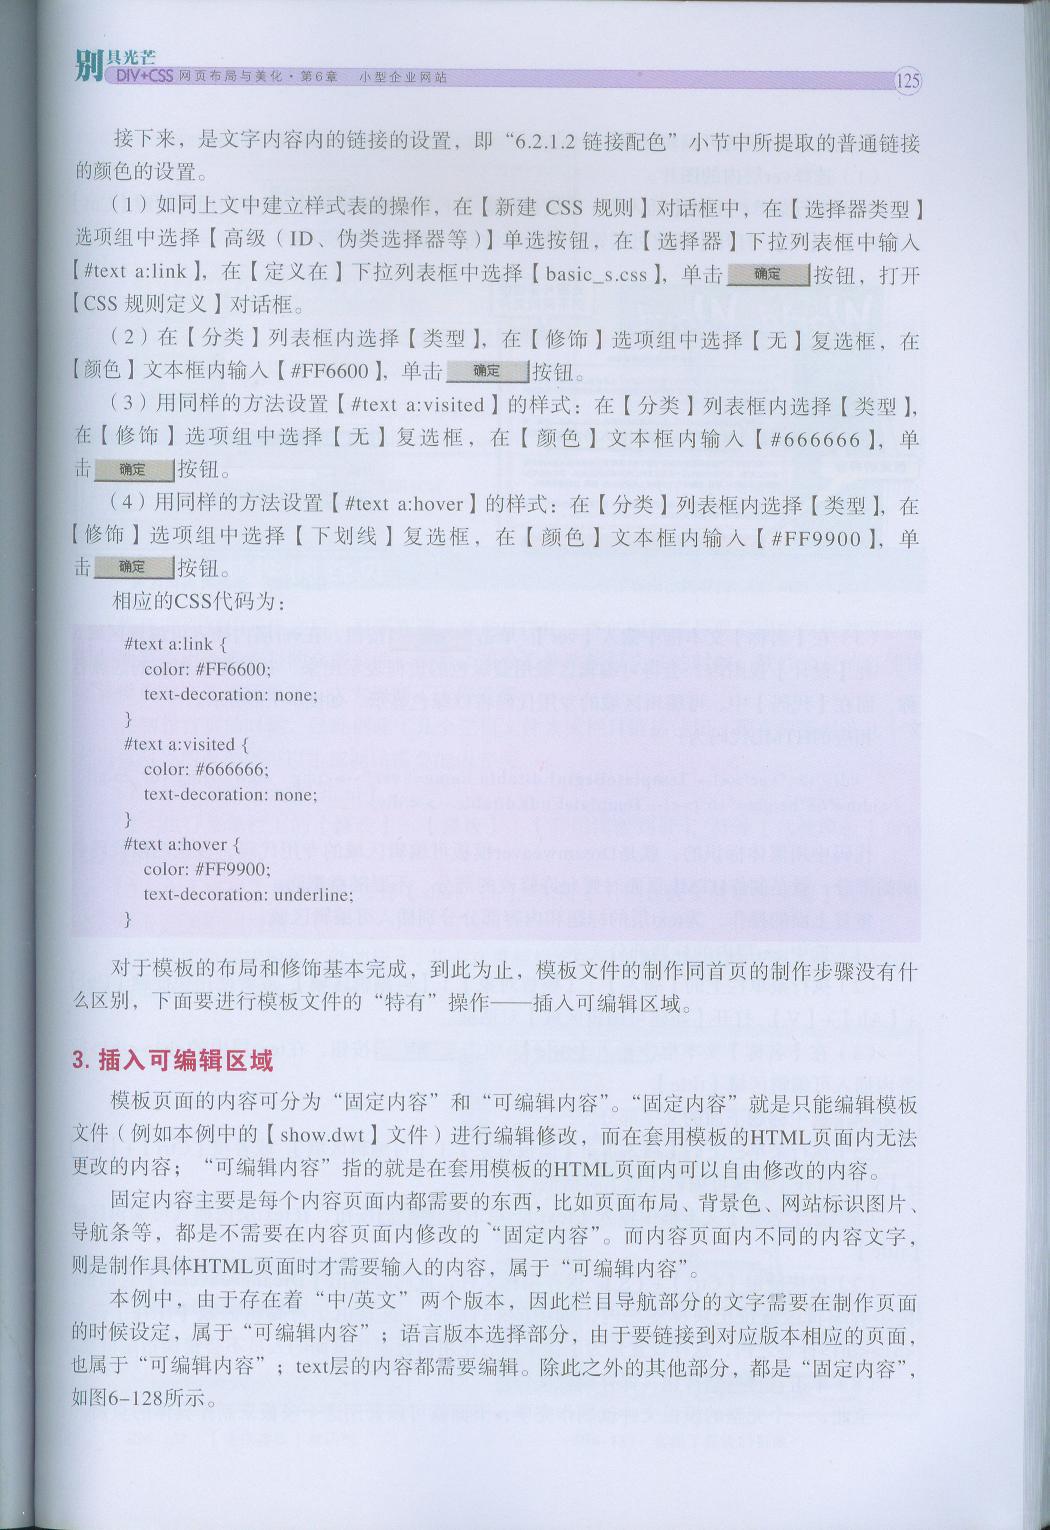 别具光芒
DIV+CSS 网页布局与美化·第6章 小型企业网站
125
接下来，是文字内容内的链接的设置，即“6.2.1.2 链接配色”小节中所提取的普通链接
的颜色的设置。
（1）如同上文中建立样式表的操作，在【新建 CSS 规则】对话框中，在【选择器类型】
选项组中选择【高级（ID、伪类选择器等）】单选按钮，在【选择器】下拉列表框中输入
【#text a:link】，在【定义在】下拉列表框中选择【basic_s.css】，单击 确定 按钮，打开
【CSS 规则定义】对话框。
（2）在【分类】列表框内选择【类型】，在【修饰】选项组中选择【无】复选框，在
【颜色】文本框内输入【#FF6600】，单击 确定 按钮。
（3）用同样的方法设置【#text a:visited】的样式：在【分类】列表框内选择【类型】，
在【修饰】选项组中选择【无】复选框，在【颜色】文本框内输入【#666666】，单
击 确定 按钮。
（4）用同样的方法设置【#text a:hover】的样式：在【分类】列表框内选择【类型】，在
【修饰】选项组中选择【下划线】复选框，在【颜色】文本框内输入【#FF9900】，单
击 确定 按钮。
相应的CSS代码为：
#text a:link {
color: #FF6600;
text-decoration: none;
}
#text a:visited {
color: #666666;
text-decoration: none;
}
#text a:hover {
color: #FF9900;
text-decoration: underline;
}
对于模板的布局和修饰基本完成，到此为止，模板文件的制作同首页的制作步骤没有什
么区别，下面要进行模板文件的“特有”操作——插入可编辑区域。
3. 插入可编辑区域
模板页面的内容可分为“固定内容”和“可编辑内容”。“固定内容”就是只能编辑模板
文件（例如本例中的【show.dwt】文件）进行编辑修改，而在套用模板的HTML页面内无法
更改的内容；“可编辑内容”指的就是在套用模板的HTML页面内可以自由修改的内容。
固定内容主要是每个内容页面内都需要的东西，比如页面布局、背景色、网站标识图片、
导航条等，都是不需要在内容页面内修改的“固定内容”。而内容页面内不同的内容文字，
则是制作具体HTML页面时才需要输入的内容，属于“可编辑内容”。
本例中，由于存在着“中/英文”两个版本，因此栏目导航部分的文字需要在制作页面
的时候设定，属于“可编辑内容”；语言版本选择部分，由于要链接到对应版本相应的页面，
也属于“可编辑内容”；text层的内容都需要编辑。除此之外的其他部分，都是“固定内容”，
如图6-128所示。